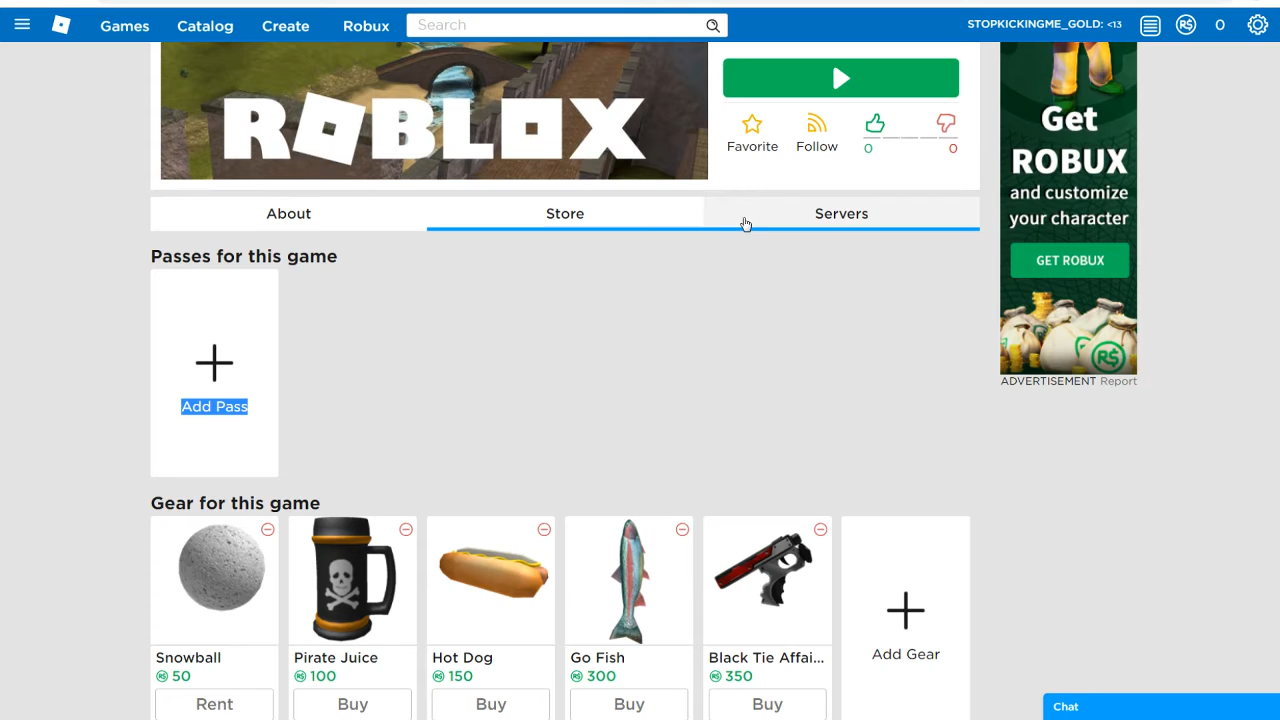 Games Catalog Create Robux Search STOPKICKINGME_GOLD: <13 R$ 0
ROBLOX
Favorite Follow 0 0
Get
ROBUX
and customize
your character
GET ROBUX
R$
ADVERTISEMENT Report
About Store Servers
Passes for this game
Add Pass
Gear for this game
Snowball Pirate Juice Hot Dog Go Fish Black Tie Affai... Add Gear
R$ 50 R$ 100 R$ 150 R$ 300 R$ 350
Rent Buy Buy Buy Buy
Chat